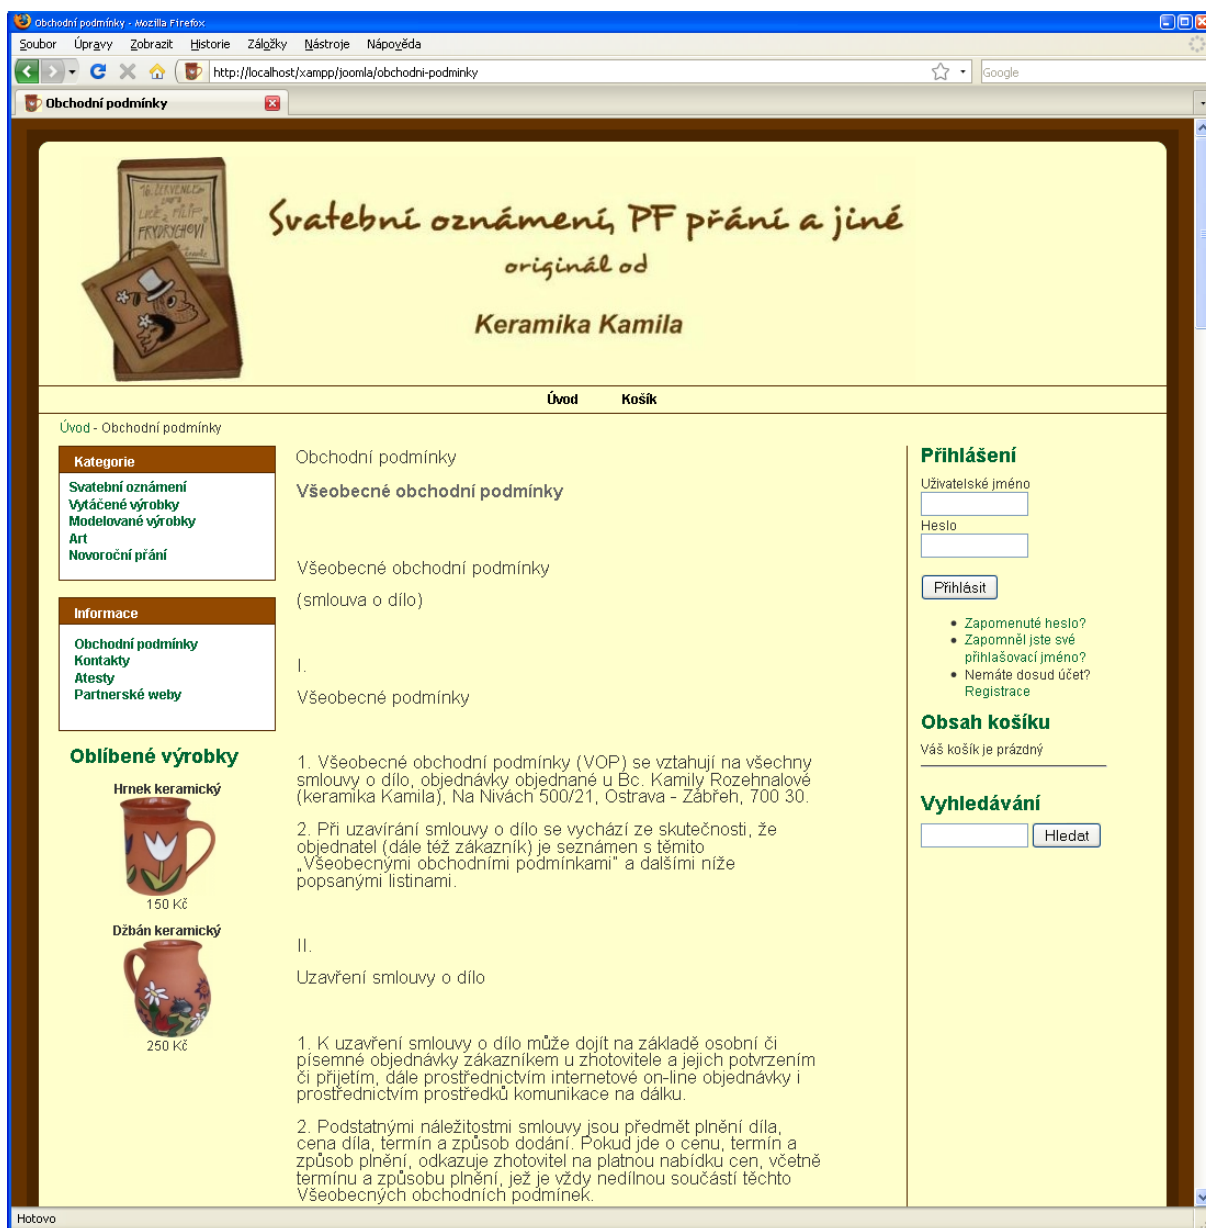 Obchodní podmínky - Mozilla Firefox
Soubor Úpravy Zobrazit Historie Záložky Nástroje Nápověda
http://localhost/xampp/joomla/obchodni-podminky
Google
Obchodní podmínky
16. ČERVENCE
FRYDRYCHOVI
Svatební oznámení, PF přání a jiné
originál od
Keramika Kamila
Úvod Košík
Úvod - Obchodní podmínky
Kategorie
Svatební oznámení
Vytáčené výrobky
Modelované výrobky
Art
Novoroční přání
Informace
Obchodní podmínky
Kontakty
Atesty
Partnerské weby
Oblíbené výrobky
Hrnek keramický
150 Kč
Džbán keramický
250 Kč
Obchodní podmínky
Všeobecné obchodní podmínky
Všeobecné obchodní podmínky
(smlouva o dílo)
I.
Všeobecné podmínky
1. Všeobecné obchodní podmínky (VOP) se vztahují na všechny
smlouvy o dílo, objednávky objednané u Bc. Kamily Rozehnalové
(keramika Kamila), Na Nivách 500/21, Ostrava - Zábřeh, 700 30.
2. Při uzavírání smlouvy o dílo se vychází ze skutečnosti, že
objednatel (dále též zákazník) je seznámen s těmito
„Všeobecnými obchodními podmínkami" a dalšími níže
popsanými listinami.
II.
Uzavření smlouvy o dílo
1. K uzavření smlouvy o dílo může dojít na základě osobní či
písemné objednávky zákazníkem u zhotovitele a jejich potvrzením
či přijetím, dále prostřednictvím internetové on-line objednávky i
prostřednictvím prostředků komunikace na dálku.
2. Podstatnými náležitostmi smlouvy jsou předmět plnění díla,
cena díla, termín a způsob dodání. Pokud jde o cenu, termín a
způsob plnění, odkazuje zhotovitel na platnou nabídku cen, včetně
termínu a způsobu plnění, jež je vždy nedílnou součástí těchto
Všeobecných obchodních podmínek.
Přihlášení
Uživatelské jméno
Heslo
Přihlásit
Zapomenuté heslo?
Zapomněl jste své
přihlašovací jméno?
Nemáte dosud účet?
Registrace
Obsah košíku
Váš košík je prázdný
Vyhledávání
Hledat
Hotovo